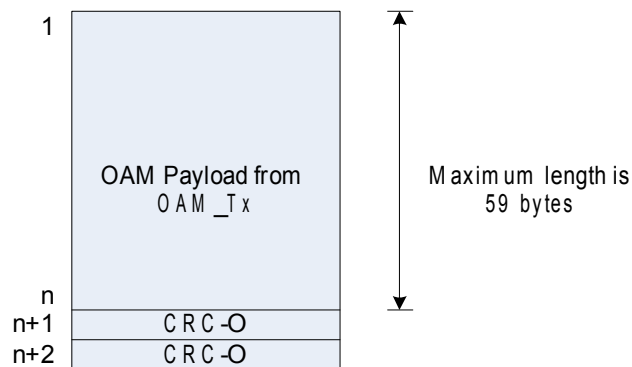 1
OAM Payload from
OAM_Tx
Maximum length is
59 bytes
n
n+1
CRC-O
n+2
CRC-O